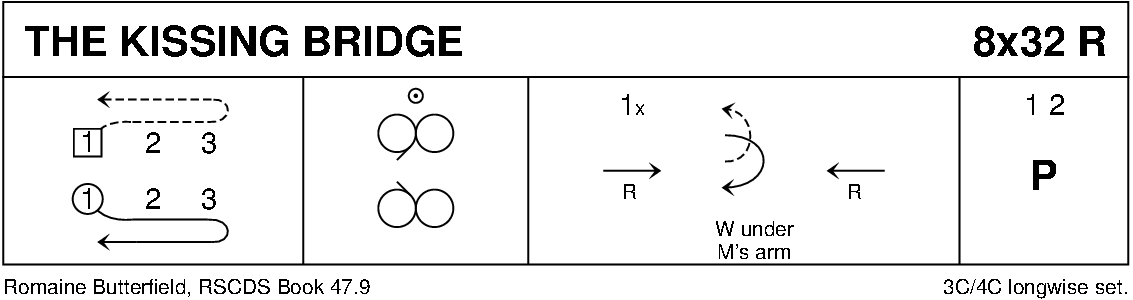 THE KISSING BRIDGE 8x32 R
1 2 3
1 2 3
1x
R R
W under
M's arm
1 2
P
Romaine Butterfield, RSCDS Book 47.9 3C/4C longwise set.